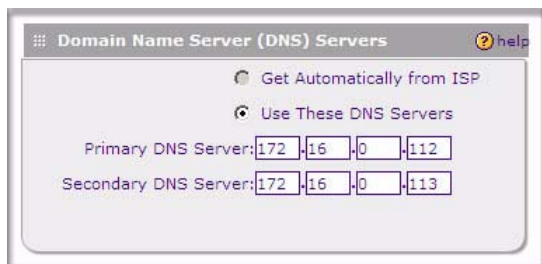 Domain Name Server (DNS) Servers help
Get Automatically from ISP
Use These DNS Servers
Primary DNS Server: 172 . 16 . 0 . 112
Secondary DNS Server: 172 . 16 . 0 . 113